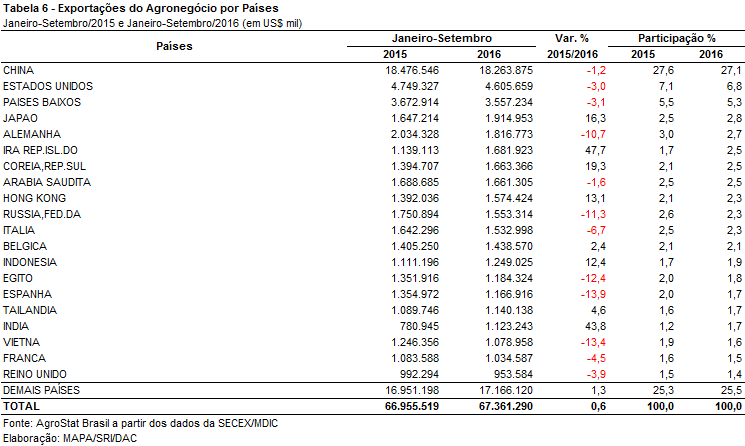 Tabela 6 - Exportações do Agronegócio por Países
Janeiro-Setembro/2015 e Janeiro-Setembro/2016 (em US$ mil)
Países Janeiro-Setembro Var. % Participação %
2015 2016 2015/2016 2015 2016
CHINA 18.476.546 18.263.875 -1,2 27,6 27,1
ESTADOS UNIDOS 4.749.327 4.605.659 -3,0 7,1 6,8
PAISES BAIXOS 3.672.914 3.557.234 -3,1 5,5 5,3
JAPAO 1.647.214 1.914.953 16,3 2,5 2,8
ALEMANHA 2.034.328 1.816.773 -10,7 3,0 2,7
IRA REP.ISL.DO 1.139.113 1.681.923 47,7 1,7 2,5
COREIA,REP.SUL 1.394.707 1.663.366 19,3 2,1 2,5
ARABIA SAUDITA 1.688.685 1.661.305 -1,6 2,5 2,5
HONG KONG 1.392.036 1.574.424 13,1 2,1 2,3
RUSSIA,FED.DA 1.750.894 1.553.314 -11,3 2,6 2,3
ITALIA 1.642.296 1.532.998 -6,7 2,5 2,3
BELGICA 1.405.250 1.438.570 2,4 2,1 2,1
INDONESIA 1.111.196 1.249.025 12,4 1,7 1,9
EGITO 1.351.916 1.184.324 -12,4 2,0 1,8
ESPANHA 1.354.972 1.166.916 -13,9 2,0 1,7
TAILANDIA 1.089.746 1.140.138 4,6 1,6 1,7
INDIA 780.945 1.123.243 43,8 1,2 1,7
VIETNA 1.246.356 1.078.958 -13,4 1,9 1,6
FRANCA 1.083.588 1.034.587 -4,5 1,6 1,5
REINO UNIDO 992.294 953.584 -3,9 1,5 1,4
DEMAIS PAÍSES 16.951.198 17.166.120 1,3 25,3 25,5
TOTAL 66.955.519 67.361.290 0,6 100,0 100,0
Fonte: AgroStat Brasil a partir dos dados da SECEX/MDIC
Elaboração: MAPA/SRI/DAC